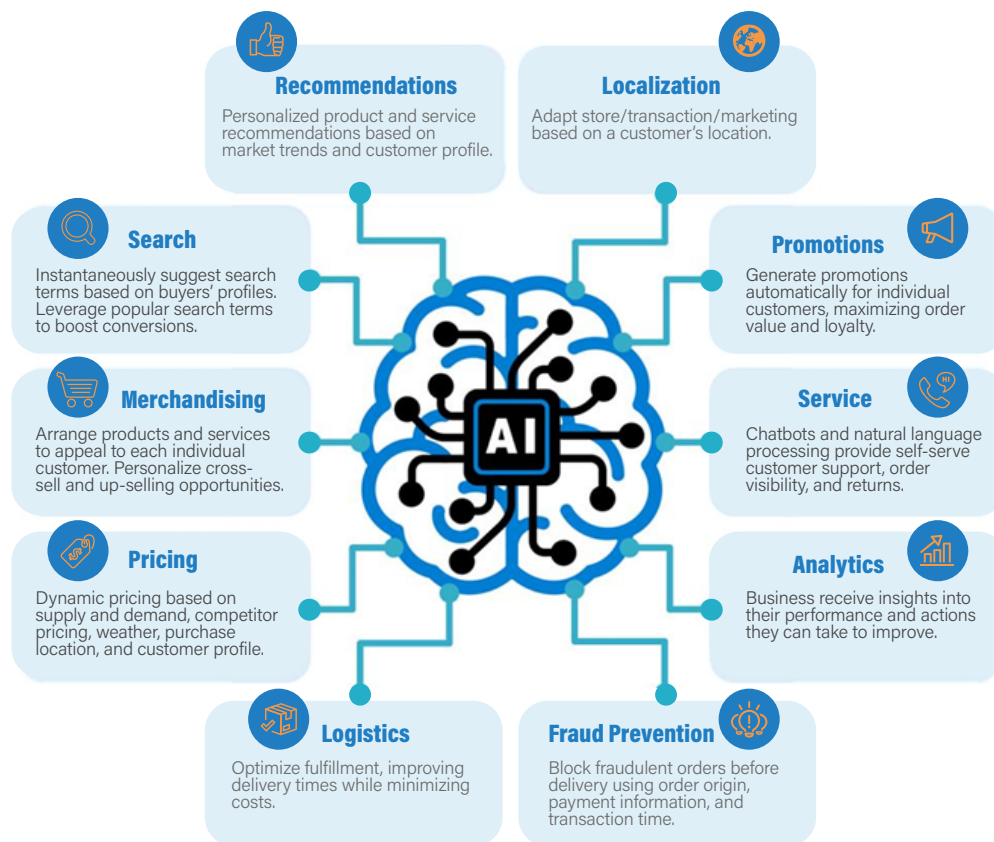 Recommendations
Personalized product and service
recommendations based on
market trends and customer profile.
Localization
Adapt store/transaction/marketing
based on a customer's location.
Search
Instantaneously suggest search
terms based on buyers' profiles.
Leverage popular search terms
to boost conversions.
Promotions
Generate promotions
automatically for individual
customers, maximizing order
value and loyalty.
Merchandising
Arrange products and services
to appeal to each individual
customer. Personalize cross-
sell and up-selling opportunities.
AI
HI
Service
Chatbots and natural language
processing provide self-serve
customer support, order
visibility, and returns.
Pricing
Dynamic pricing based on
supply and demand, competitor
pricing, weather, purchase
location, and customer profile.
Analytics
Business receive insights into
their performance and actions
they can take to improve.
Logistics
Optimize fulfillment, improving
delivery times while minimizing
costs.
Fraud Prevention
Block fraudulent orders before
delivery using order origin,
payment information, and
transaction time.